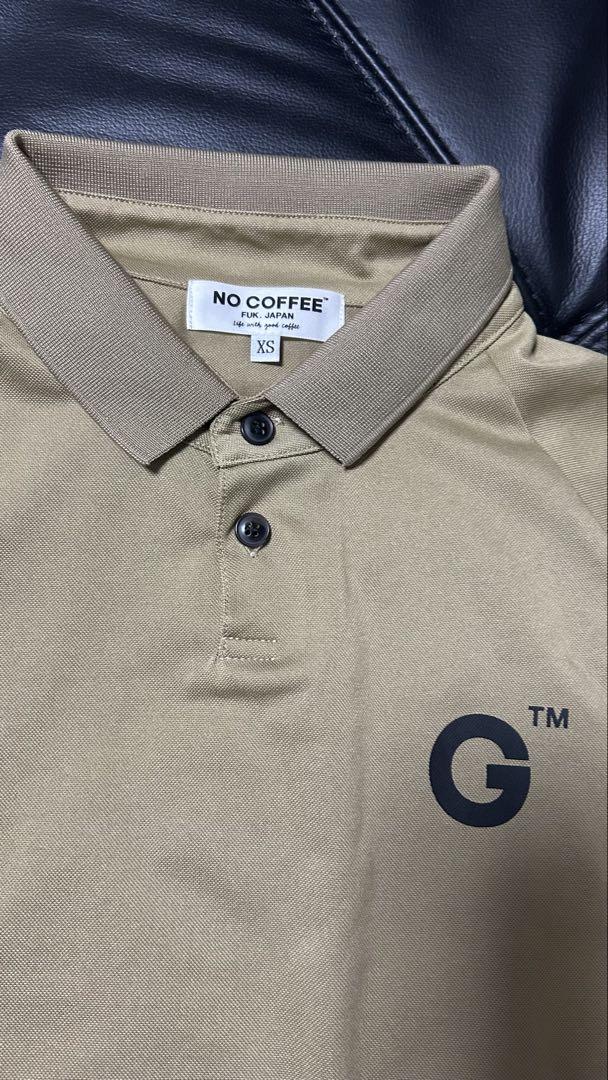 NO COFFEE™
FUK. JAPAN
life with good coffee
XS
G™